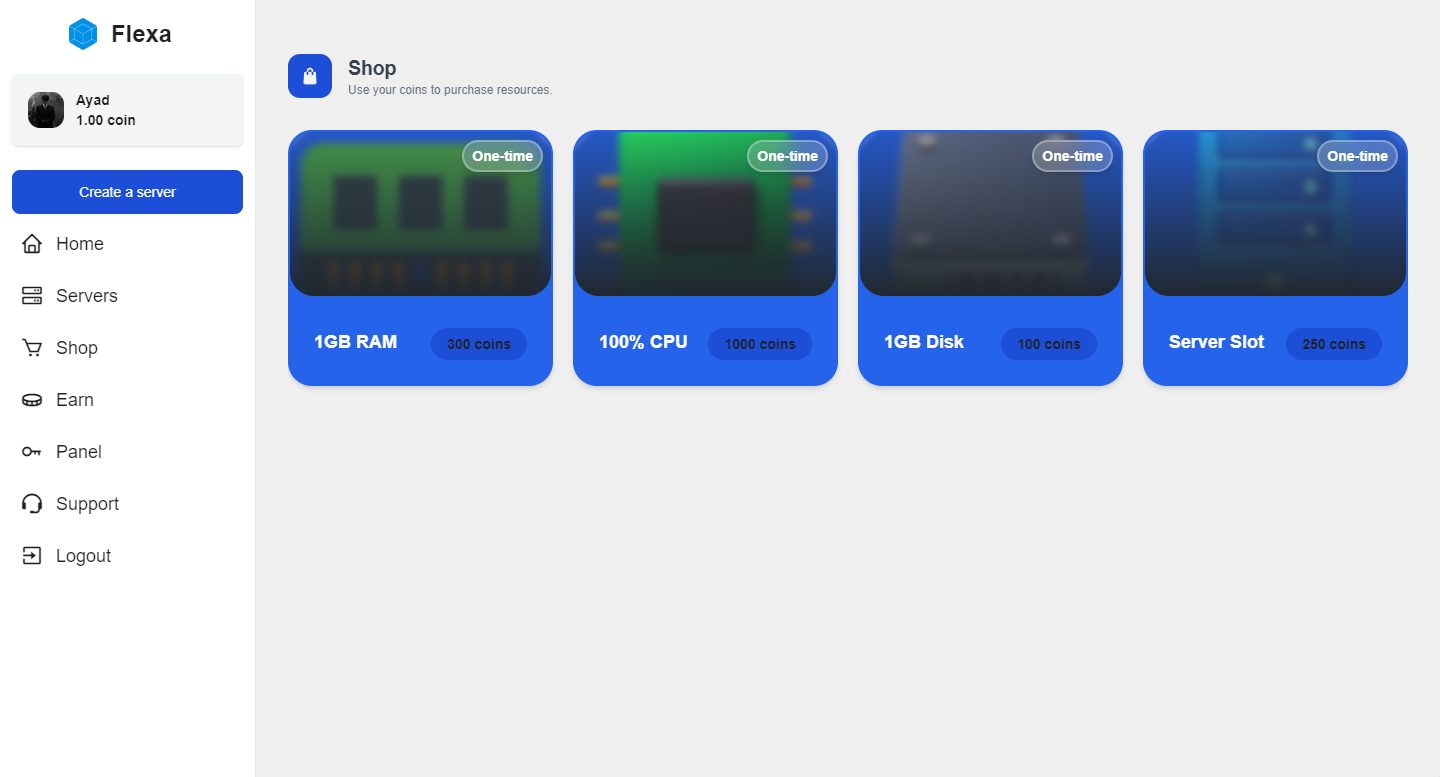 Flexa
Ayad
1.00 coin
Create a server
Home
Servers
Shop
Earn
Panel
Support
Logout
Shop
Use your coins to purchase resources.
One-time
1GB RAM
300 coins
One-time
100% CPU
1000 coins
One-time
1GB Disk
100 coins
One-time
Server Slot
250 coins